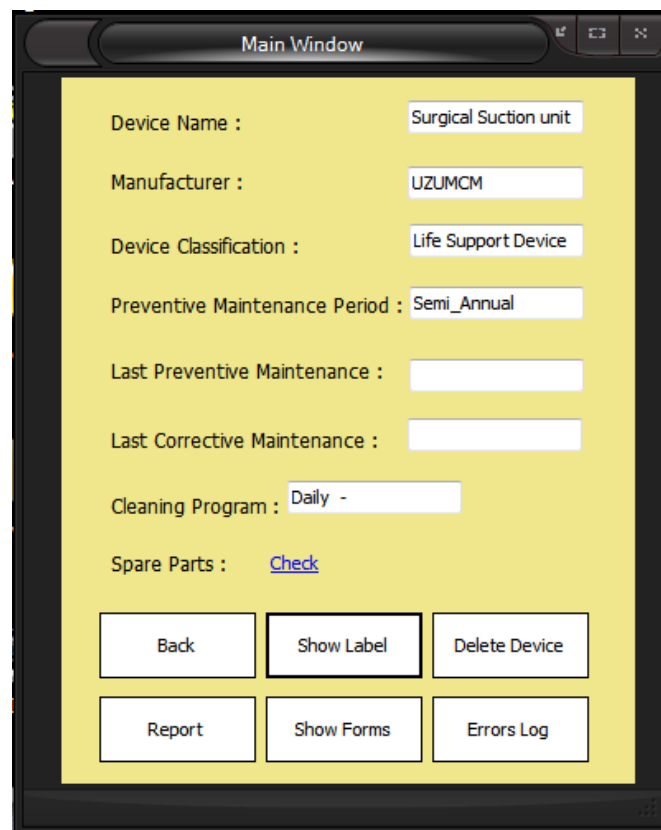 Main Window
Device Name : Surgical Suction unit
Manufacturer : UZUMCM
Device Classification : Life Support Device
Preventive Maintenance Period : Semi_Annual
Last Preventive Maintenance :
Last Corrective Maintenance :
Cleaning Program : Daily -
Spare Parts : Check
Back Show Label Delete Device
Report Show Forms Errors Log